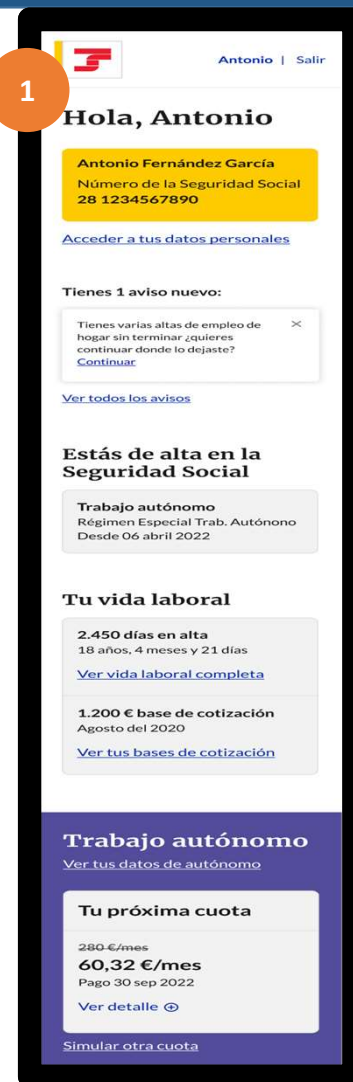 1
Antonio | Salir
Hola, Antonio
Antonio Fernández García
Número de la Seguridad Social
28 1234567890
Acceder a tus datos personales
Tienes 1 aviso nuevo:
Tienes varias altas de empleo de
hogar sin terminar ¿quieres
continuar donde lo dejaste?
Continuar
Ver todos los avisos
Estás de alta en la
Seguridad Social
Trabajo autónomo
Régimen Especial Trab. Autónono
Desde 06 abril 2022
Tu vida laboral
2.450 días en alta
18 años, 4 meses y 21 días
Ver vida laboral completa
1.200 € base de cotización
Agosto del 2020
Ver tus bases de cotización
Trabajo autónomo
Ver tus datos de autónomo
Tu próxima cuota
280 €/mes
60,32 €/mes
Pago 30 sep 2022
Ver detalle
Simular otra cuota